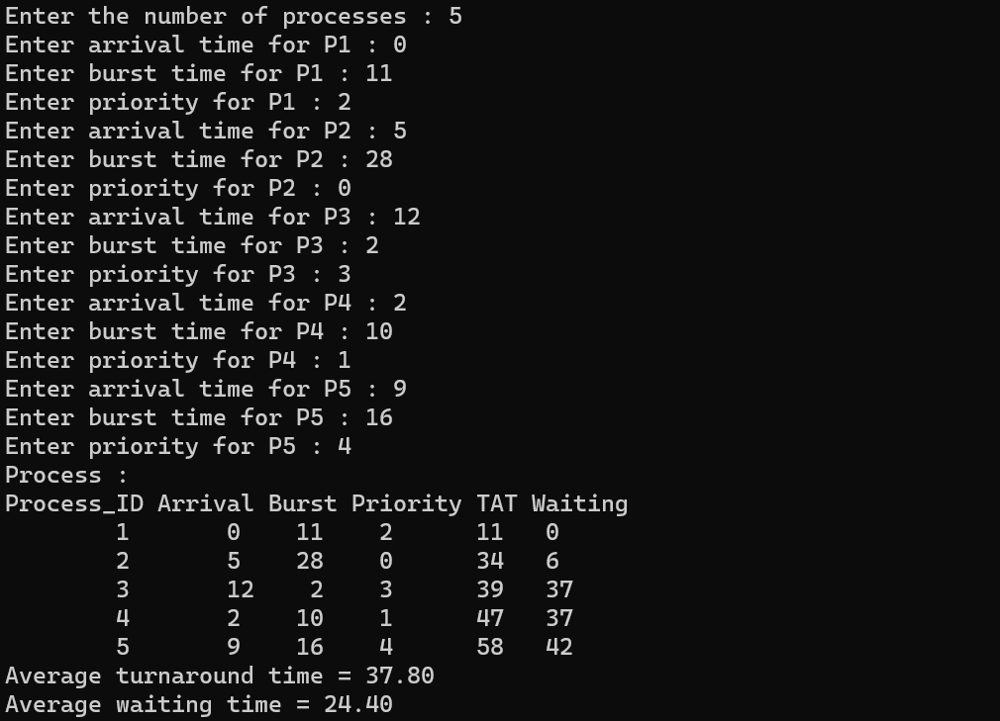 Enter the number of processes : 5
Enter arrival time for P1 : 0
Enter burst time for P1 : 11
Enter priority for P1 : 2
Enter arrival time for P2 : 5
Enter burst time for P2 : 28
Enter priority for P2 : 0
Enter arrival time for P3 : 12
Enter burst time for P3 : 2
Enter priority for P3 : 3
Enter arrival time for P4 : 2
Enter burst time for P4 : 10
Enter priority for P4 : 1
Enter arrival time for P5 : 9
Enter burst time for P5 : 16
Enter priority for P5 : 4
Process :
Process_ID Arrival Burst Priority TAT Waiting
        1       0    11    2      11   0
        2       5    28    0      34   6
        3       12    2    3      39   37
        4       2    10    1      47   37
        5       9    16    4      58   42
Average turnaround time = 37.80
Average waiting time = 24.40